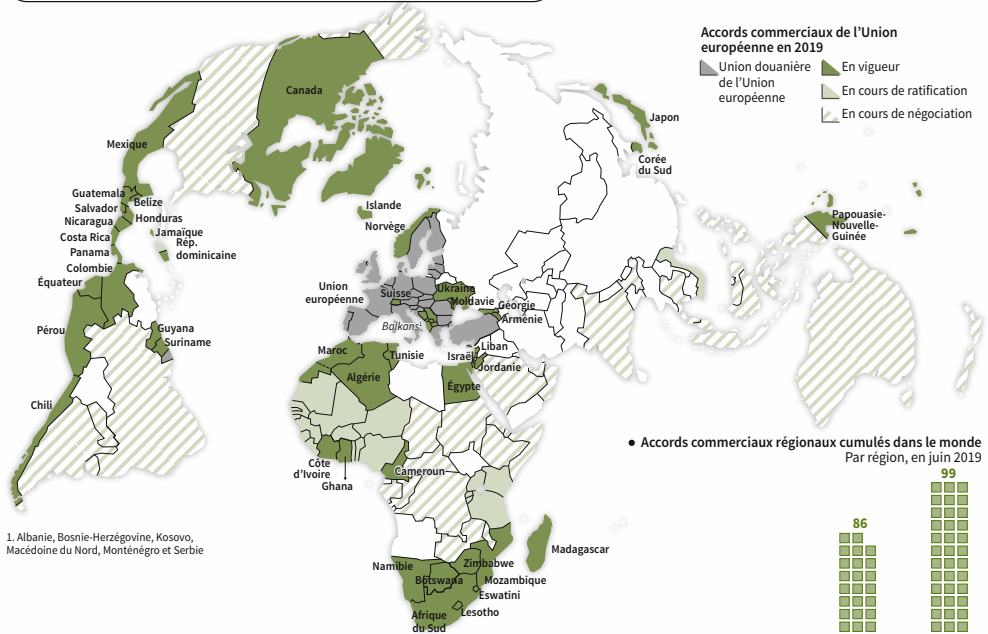 Accords commerciaux de l'Union
européenne en 2019
Union douanière
de l'Union
européenne
En vigueur
En cours de ratification
En cours de négociation
Canada
Mexique
Guatemala
Belize
Salvador
Honduras
Nicaragua
Jamaïque
Costa Rica
Rép.
dominicaine
Panama
Colombie
Équateur
Pérou
Guyana
Suriname
Chili
Islande
Norvège
Union
européenne
Suisse
Ukraine
Moldavie
Géorgie
Arménie
Balkans1
Maroc
Tunisie
Israël
Liban
Jordanie
Algérie
Égypte
Japon
Corée
du Sud
Papouasie-
Nouvelle-
Guinée
Côte
d'Ivoire
Ghana
Cameroun
Madagascar
Namibie
Zimbabwe
Botswana
Mozambique
Eswatini
Lesotho
Afrique
du Sud
1. Albanie, Bosnie-Herzégovine, Kosovo,
Macédoine du Nord, Monténégro et Serbie
• Accords commerciaux régionaux cumulés dans le monde
Par région, en juin 2019
99
86